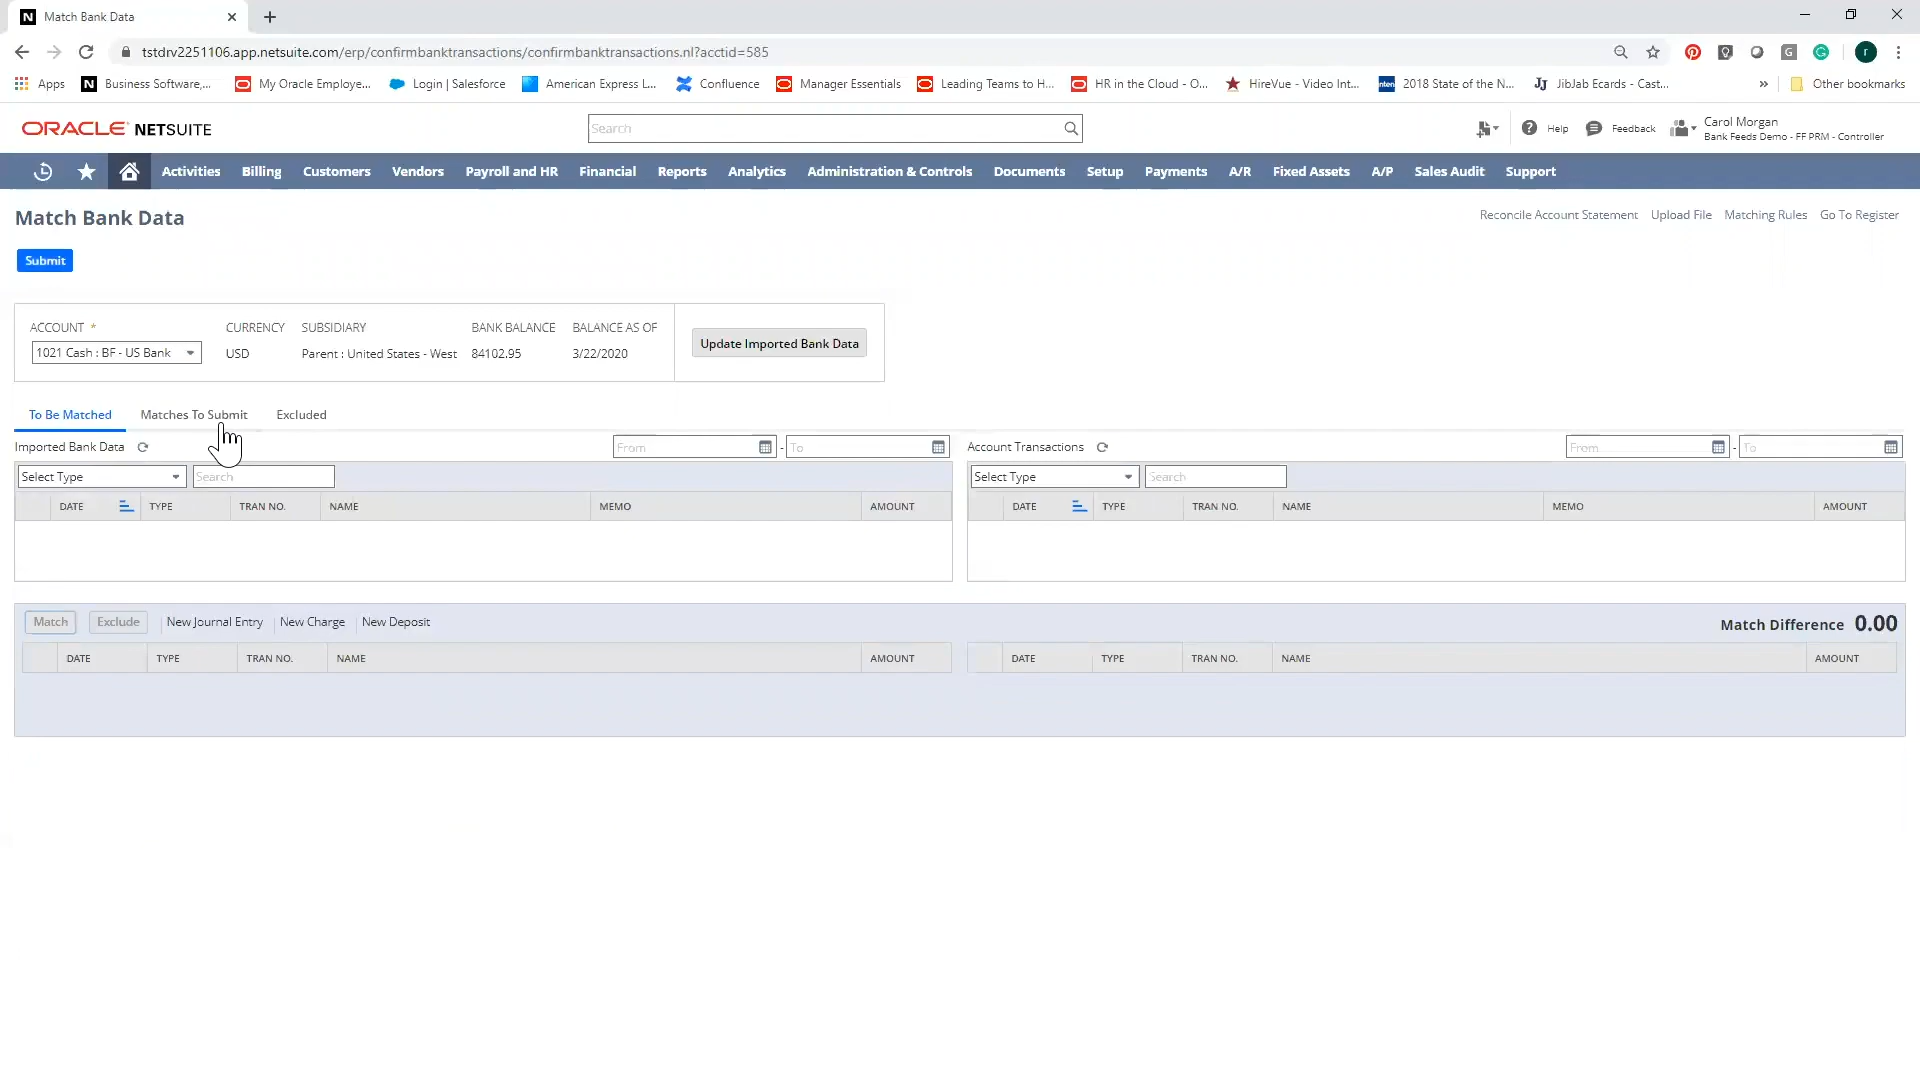 N Match Bank Data
tstdrv2251106.app.netsuite.com/erp/confirmbanktransactions/confirmbanktransactions.nl?acctid=585 G G r
Apps N Business Software,... My Oracle Employe... Login | Salesforce American Express L... Confluence Manager Essentials Leading Teams to H... HR in the Cloud - O... HireVue - Video Int... nten 2018 State of the N... Jj JibJab Ecards - Cast... » Other bookmarks
ORACLE NETSUITE Search ? Help Feedback Carol Morgan
Bank Feeds Demo - FF PRM - Controller
Activities Billing Customers Vendors Payroll and HR Financial Reports Analytics Administration & Controls Documents Setup Payments A/R Fixed Assets A/P Sales Audit Support
Match Bank Data Reconcile Account Statement Upload File Matching Rules Go To Register
Submit
ACCOUNT * CURRENCY SUBSIDIARY BANK BALANCE BALANCE AS OF
1021 Cash : BF - US Bank USD Parent : United States - West 84102.95 3/22/2020 Update Imported Bank Data
To Be Matched Matches To Submit Excluded
Imported Bank Data From - To Account Transactions From - To
Select Type Search Select Type Search
DATE TYPE TRAN NO. NAME MEMO AMOUNT DATE TYPE TRAN NO. NAME MEMO AMOUNT
Match Exclude New Journal Entry New Charge New Deposit Match Difference 0.00
DATE TYPE TRAN NO. NAME AMOUNT DATE TYPE TRAN NO. NAME AMOUNT